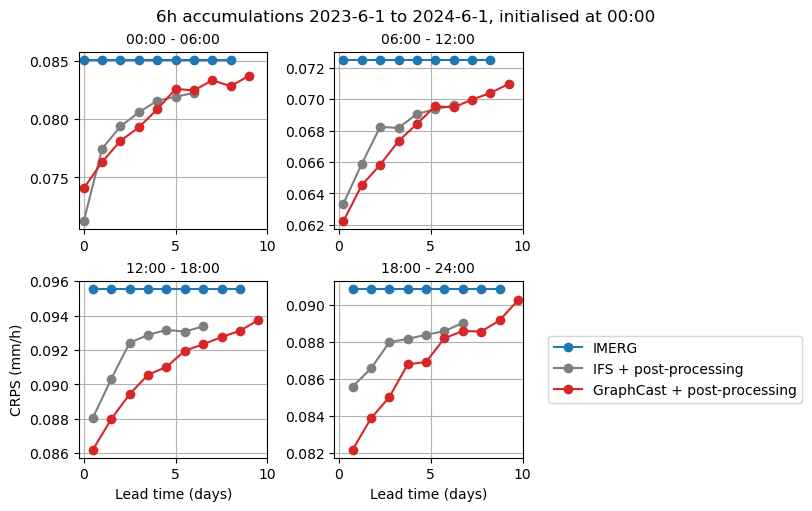 6h accumulations 2023-6-1 to 2024-6-1, initialised at 00:00
00:00 - 06:00
06:00 - 12:00
0.085
0.080
0.075
0
5
10
0.072
0.070
0.068
0.066
0.064
0.062
0
5
10
12:00 - 18:00
18:00 - 24:00
CRPS (mm/h)
0.096
0.094
0.092
0.090
0.088
0.086
0
5
10
Lead time (days)
0.090
0.088
0.086
0.084
0.082
0
5
10
Lead time (days)
IMERG
IFS + post-processing
GraphCast + post-processing